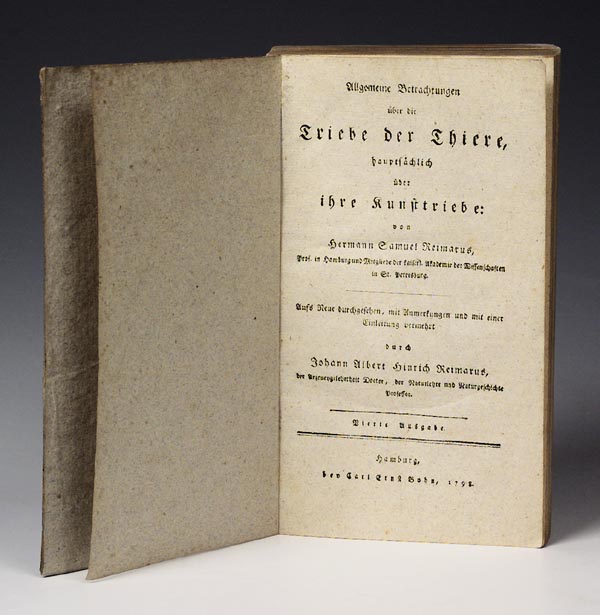 Allgemeine Betrachtungen
über die
Triebe der Thiere,
hauptsächlich
über
ihre Kunsttriebe:
von
Hermann Samuel Reimarus,
Prof. in Hamburg und Mitgliede der kaiserl. Akademie der Wissenschaften
in St. Petersburg.
Aufs Neue durchgesehen, mit Anmerkungen und mit einer
Einleitung vermehrt
durch
Johann Albert Hinrich Reimarus,
der Arzeneygelehrtheit Doctor, der Naturlehre und Naturgeschichte
Professor.
Vierte Ausgabe
Hamburg,
bey Carl Ernst Bohn, 1798.